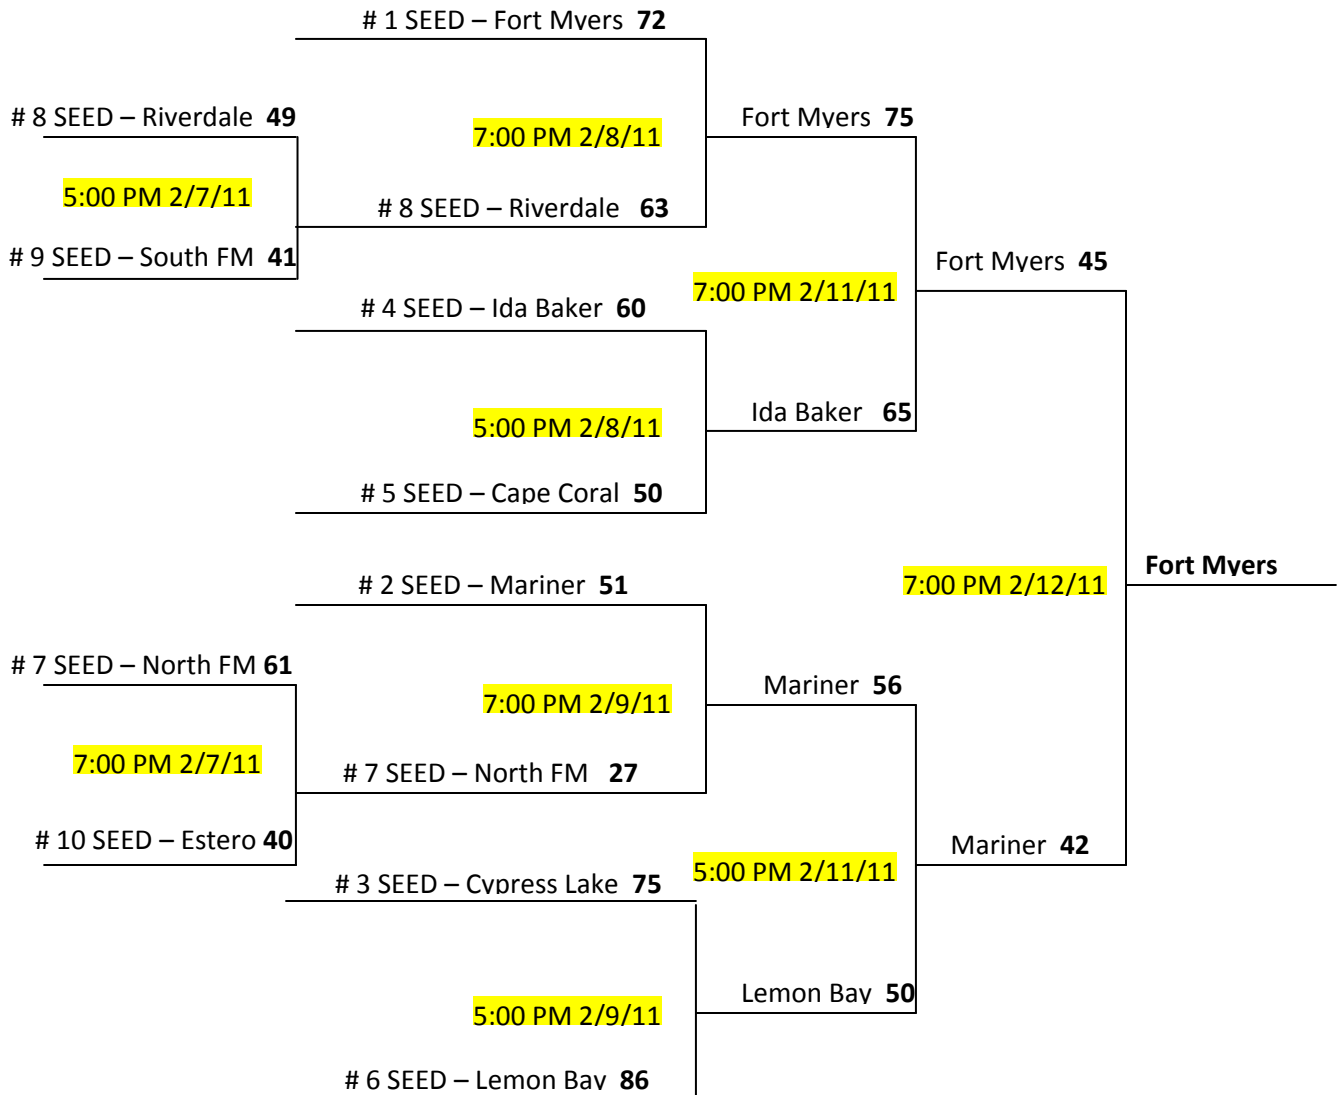 # 1 SEED – Fort Myers 72
# 8 SEED – Riverdale 49
7:00 PM 2/8/11
Fort Myers 75
5:00 PM 2/7/11
# 8 SEED – Riverdale 63
# 9 SEED – South FM 41
Fort Myers 45
7:00 PM 2/11/11
# 4 SEED – Ida Baker 60
Ida Baker 65
5:00 PM 2/8/11
# 5 SEED – Cape Coral 50
Fort Myers
# 2 SEED – Mariner 51
7:00 PM 2/12/11
# 7 SEED – North FM 61
Mariner 56
7:00 PM 2/9/11
7:00 PM 2/7/11
# 7 SEED – North FM 27
# 10 SEED – Estero 40
Mariner 42
5:00 PM 2/11/11
# 3 SEED – Cypress Lake 75
Lemon Bay 50
5:00 PM 2/9/11
# 6 SEED – Lemon Bay 86